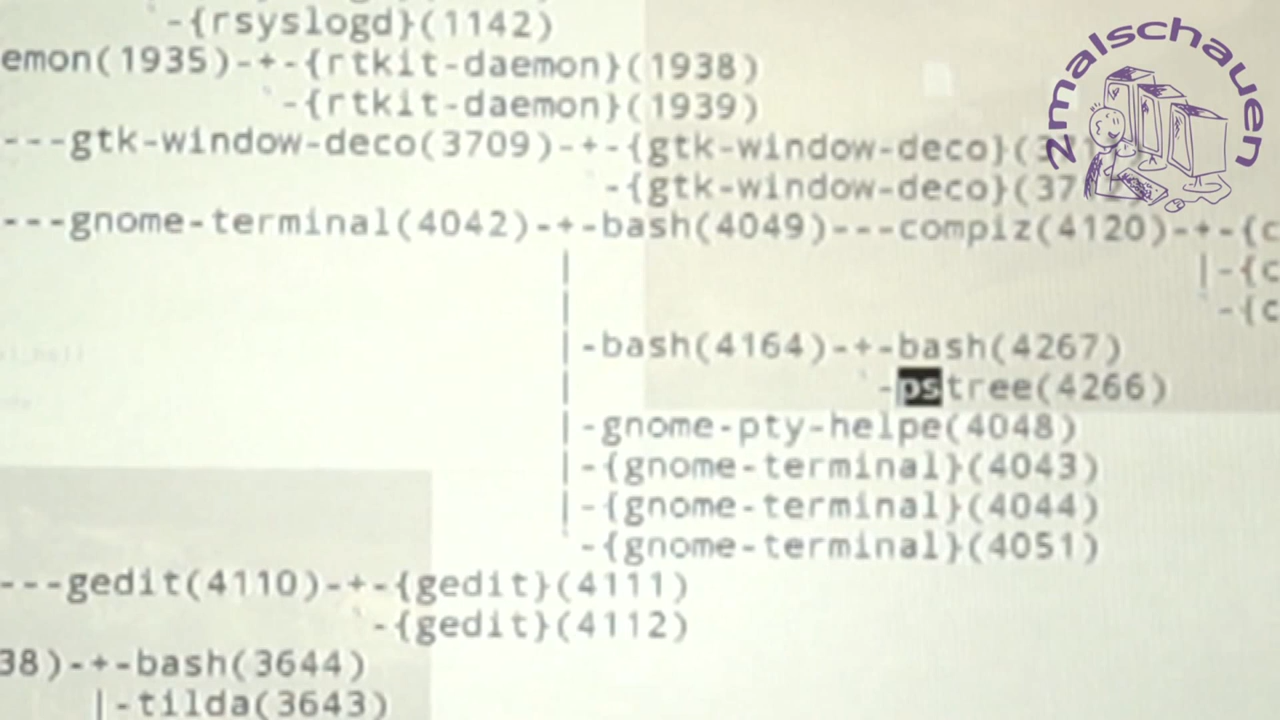 -{rsyslogd}(1142)
emon(1935)-+-{rtkit-daemon}(1938)
`-{rtkit-daemon}(1939)
---gtk-window-deco(3709)-+-{gtk-window-deco}(
`-{gtk-window-deco}(37
---gnome-terminal(4042)-+-bash(4049)---compiz(4120)-+-{c
|-{c
`-{c
|-bash(4164)-+-bash(4267)
| `-pstree(4266)
|-gnome-pty-helpe(4048)
|-{gnome-terminal}(4043)
|-{gnome-terminal}(4044)
`-{gnome-terminal}(4051)
---gedit(4110)-+-{gedit}(4111)
`-{gedit}(4112)
38)-+-bash(3644)
|-tilda(3643)
zmalschauen